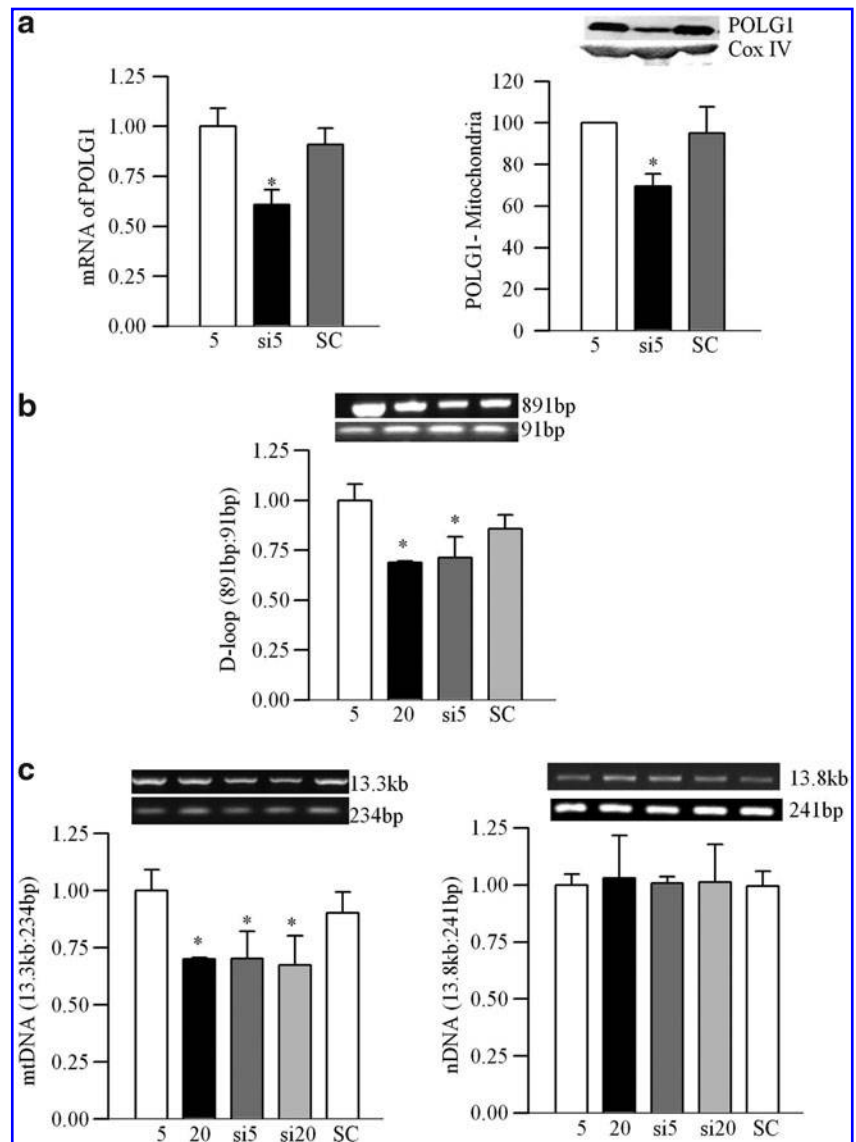 a
POLG1
Cox IV
mRNA of POLG1
1.25
1.00
0.75
0.50
0.25
0.00
*
5 si5 SC
POLG1- Mitochondria
120
100
80
60
40
20
0
*
5 si5 SC
b
891bp
91bp
D-loop (891bp:91bp)
1.25
1.00
0.75
0.50
0.25
0.00
* *
5 20 si5 SC
c
13.3kb
234bp
mtDNA (13.3kb:234bp)
1.25
1.00
0.75
0.50
0.25
0.00
* * *
5 20 si5 si20 SC
13.8kb
241bp
nDNA (13.8kb:241bp)
1.25
1.00
0.75
0.50
0.25
0.00
5 20 si5 si20 SC